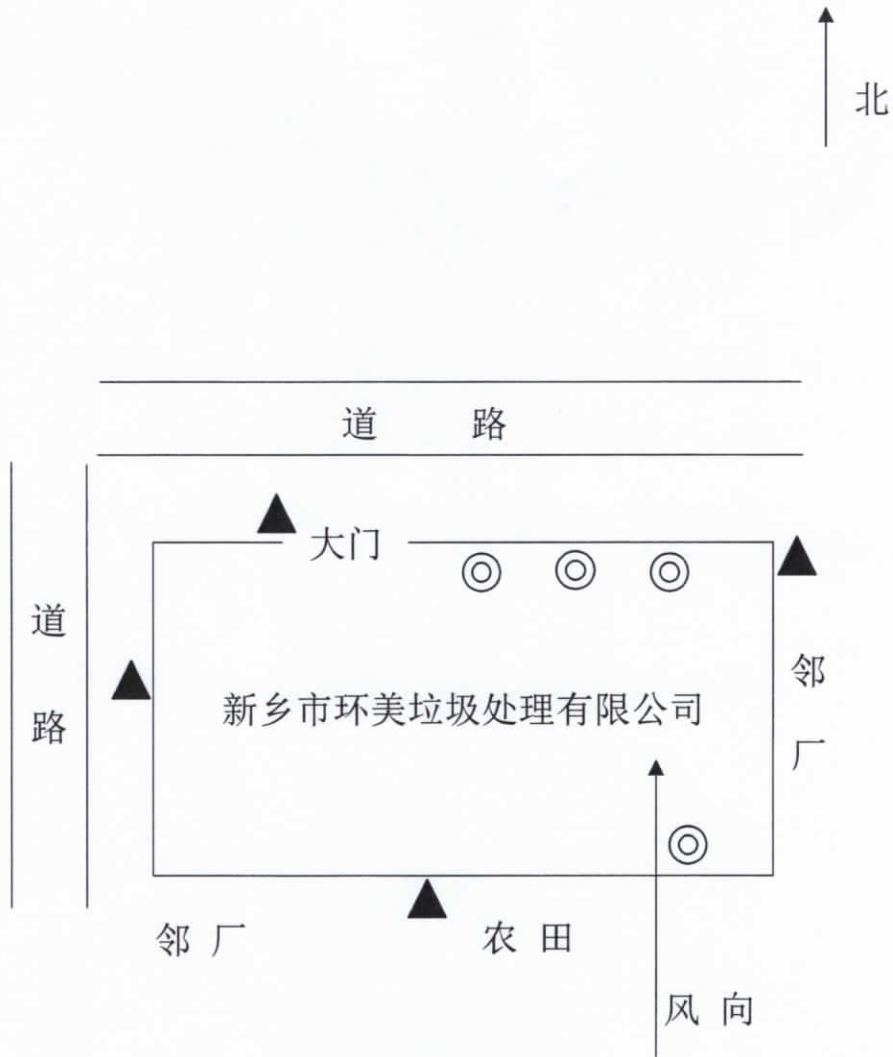 北
道 路
大门
道路
邻厂
新乡市环美垃圾处理有限公司
邻 厂
农 田
风 向